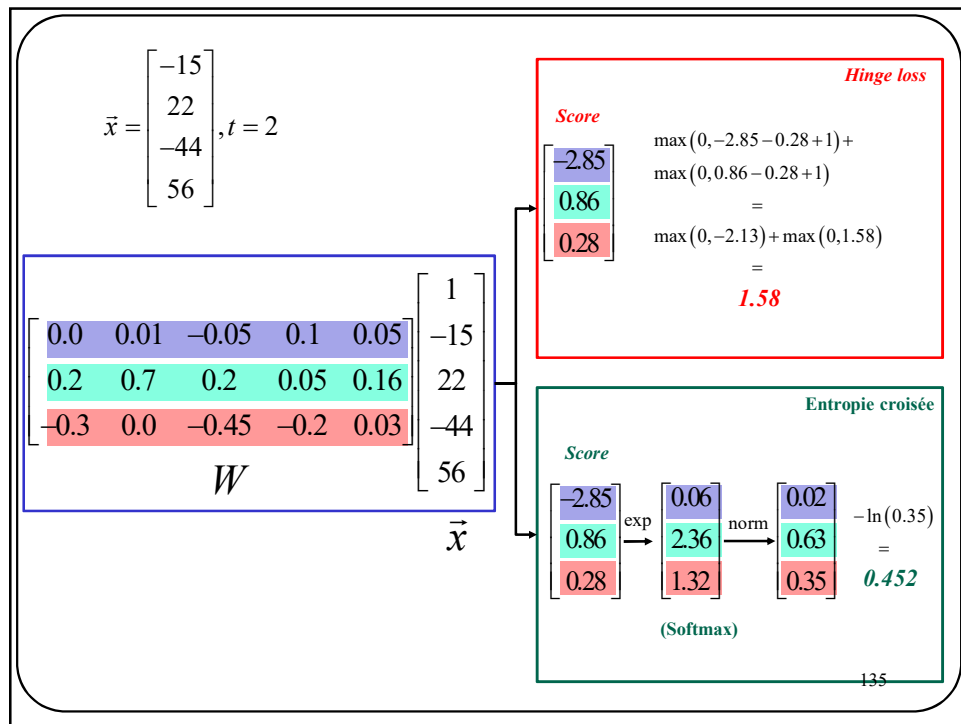 x⃗ = [−15
22
−44
56], t = 2
[0.0 0.01 −0.05 0.1 0.05
0.2 0.7 0.2 0.05 0.16
−0.3 0.0 −0.45 −0.2 0.03]
W
[1
−15
22
−44
56]
x⃗
Hinge loss
Score
[−2.85
0.86
0.28]
max(0,−2.85−0.28+1)+
max(0,0.86−0.28+1)
=
max(0,−2.13)+max(0,1.58)
=
1.58
Entropie croisée
Score
[−2.85
0.86
0.28]
exp
[0.06
2.36
1.32]
norm
[0.02
0.63
0.35]
(Softmax)
−ln(0.35)
=
0.452
135